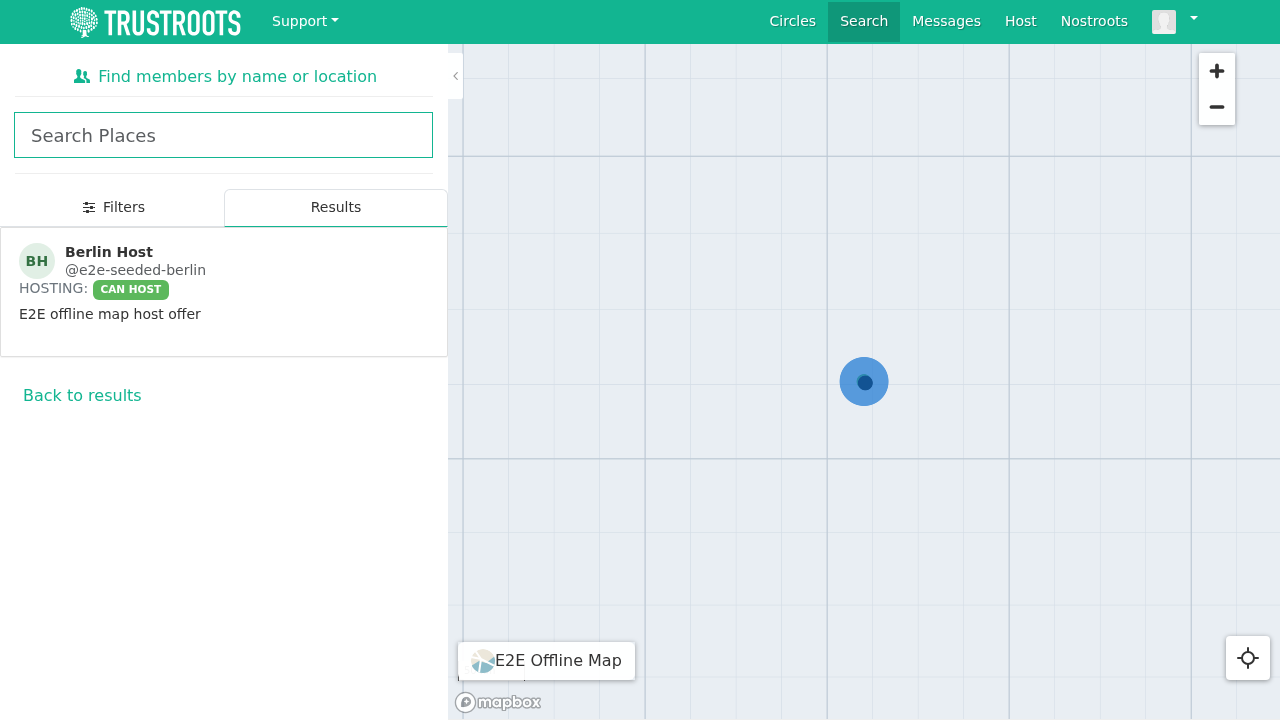 TRUSTROOTS
Support
Circles
Search
Messages
Host
Nostroots
Find members by name or location
Search Places
Filters
Results
BH
Berlin Host
@e2e-seeded-berlin
HOSTING: CAN HOST
E2E offline map host offer
Back to results
E2E Offline Map
mapbox